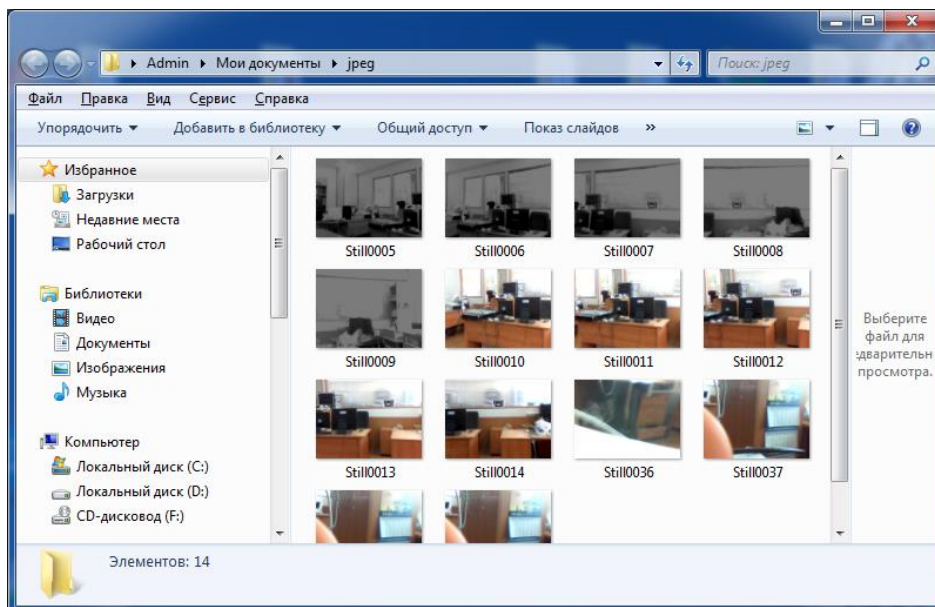 Admin Мои документы jpeg
Поиск: jpeg
Файл Правка Вид Сервис Справка
Упорядочить Добавить в библиотеку Общий доступ Показ слайдов »
Избранное
Загрузки
Недавние места
Рабочий стол
Библиотеки
Видео
Документы
Изображения
Музыка
Компьютер
Локальный диск (C:)
Локальный диск (D:)
CD-дисковод (F:)
Still0005 Still0006 Still0007 Still0008
Still0009 Still0010 Still0011 Still0012
Still0013 Still0014 Still0036 Still0037
Выберите
файл для
едварительн
просмотра.
Элементов: 14